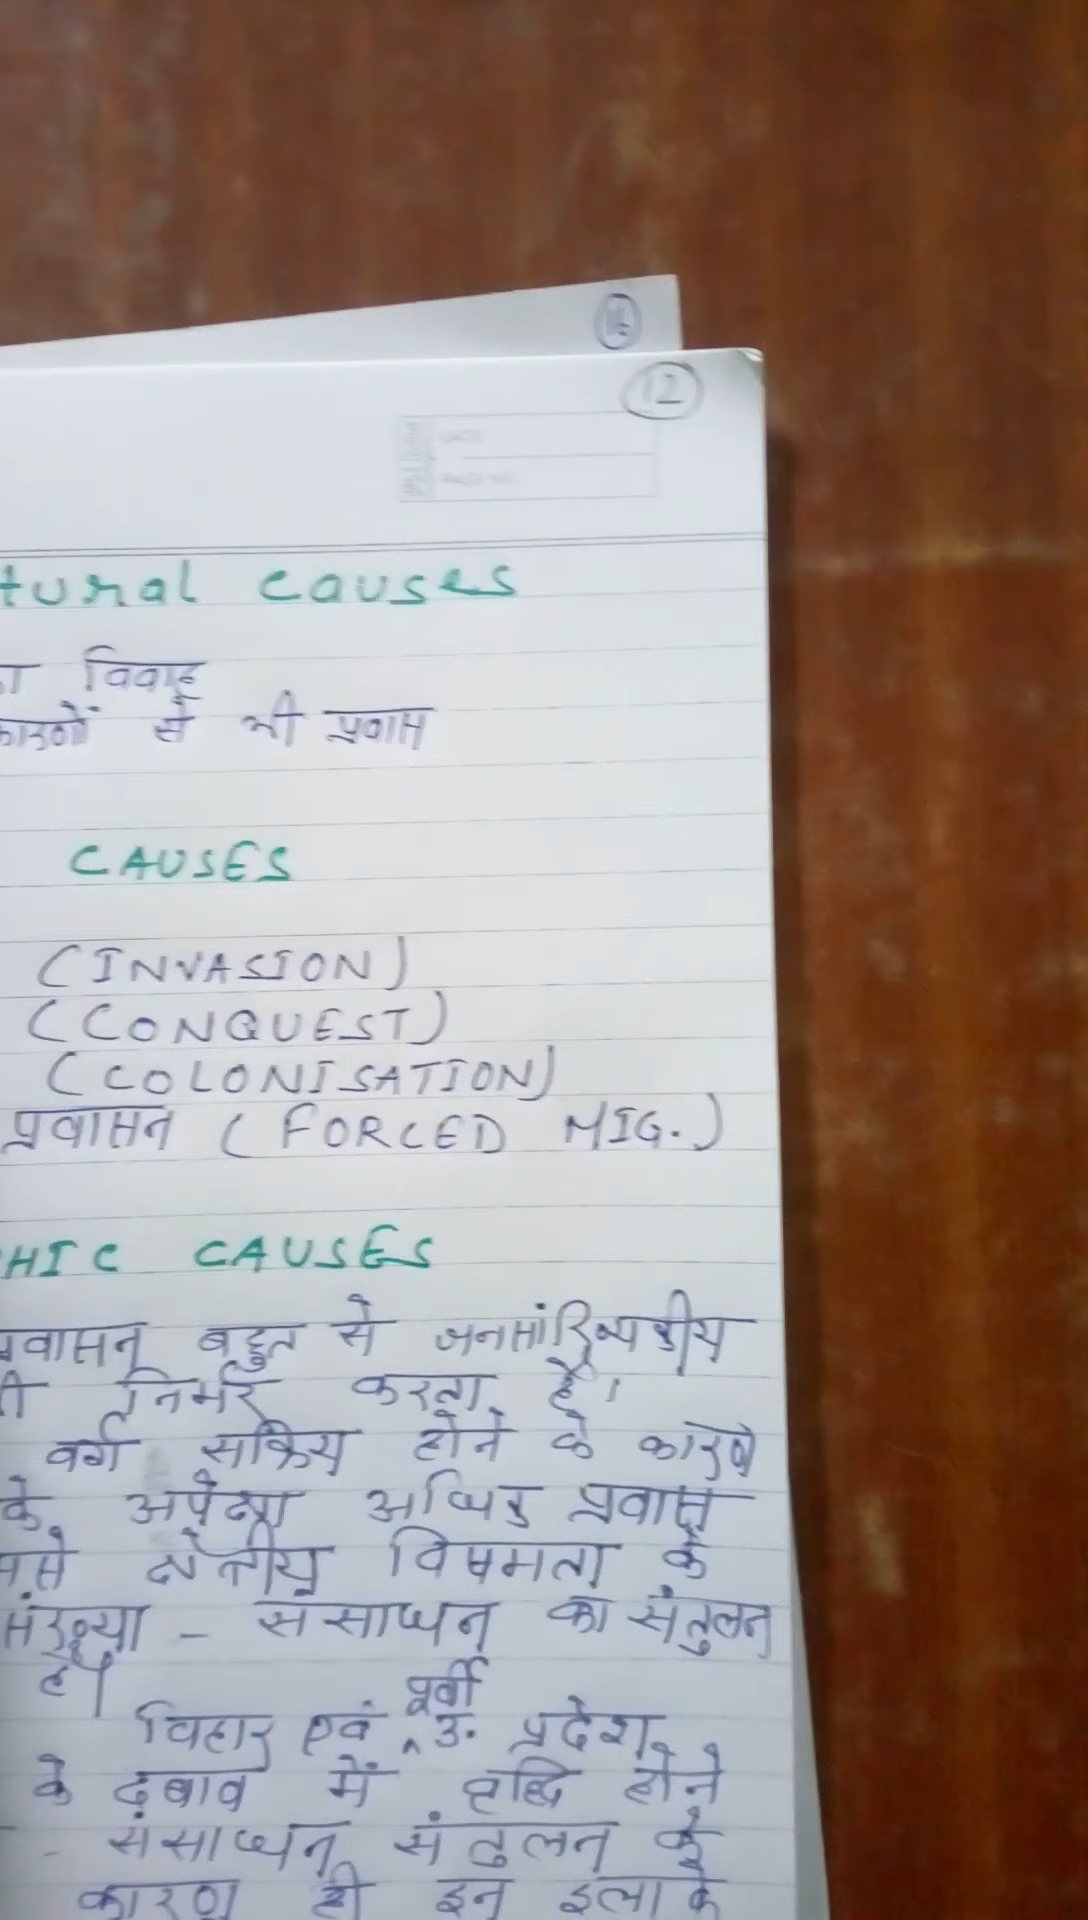 12
tural causes
का विवाह
कारणों से भी प्रवास
CAUSES
(INVASION)
(CONQUEST)
(COLONISATION)
प्रवासन (FORCED MIG.)
HIC CAUSES
प्रवासन बहुत से जनसांख्यिकीय
निर्भर करता है।
वर्ग सक्रिय होने के कारण
के अपेक्षा अधिक प्रवास
क्षेत्रीय विषमता के
संख्या - संसाधन का संतुलन
है।
पूर्वी
विहार एवं ^ उ. प्रदेश
के दबाव में वृद्धि होने
- संसाधन संतुलन के
कारण ही इन इलाके